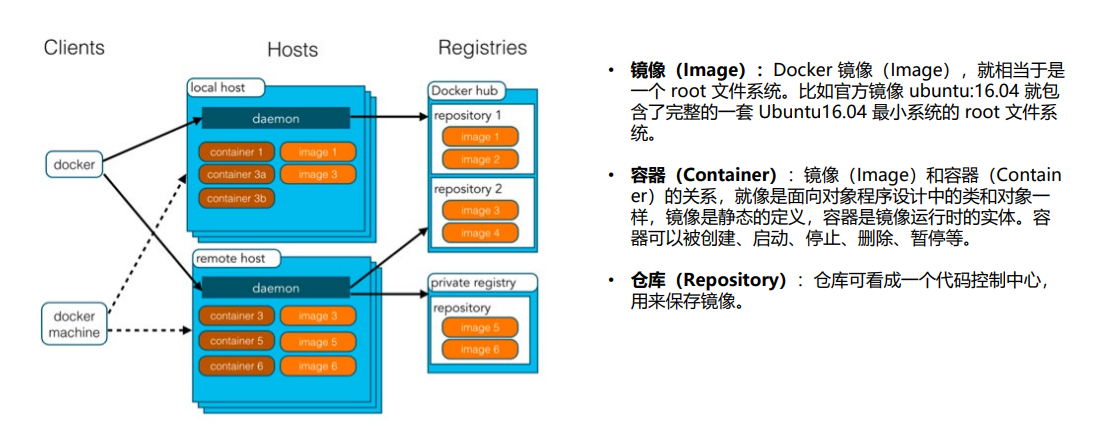 Clients
Hosts
Registries
local host
daemon
container 1
image 1
container 3a
image 3
container 3b
docker
docker
machine
remote host
daemon
container 3
image 3
container 5
image 5
container 6
image 6
Docker hub
repository 1
image 1
image 2
repository 2
image 3
image 4
private registry
repository
image 5
image 6
• 镜像（Image）：Docker 镜像（Image），就相当于是
一个 root 文件系统。比如官方镜像 ubuntu:16.04 就包
含了完整的一套 Ubuntu16.04 最小系统的 root 文件系
统。
• 容器（Container）：镜像（Image）和容器（Contain
er）的关系，就像是面向对象程序设计中的类和对象一
样，镜像是静态的定义，容器是镜像运行时的实体。容
器可以被创建、启动、停止、删除、暂停等。
• 仓库（Repository）：仓库可看成一个代码控制中心，
用来保存镜像。